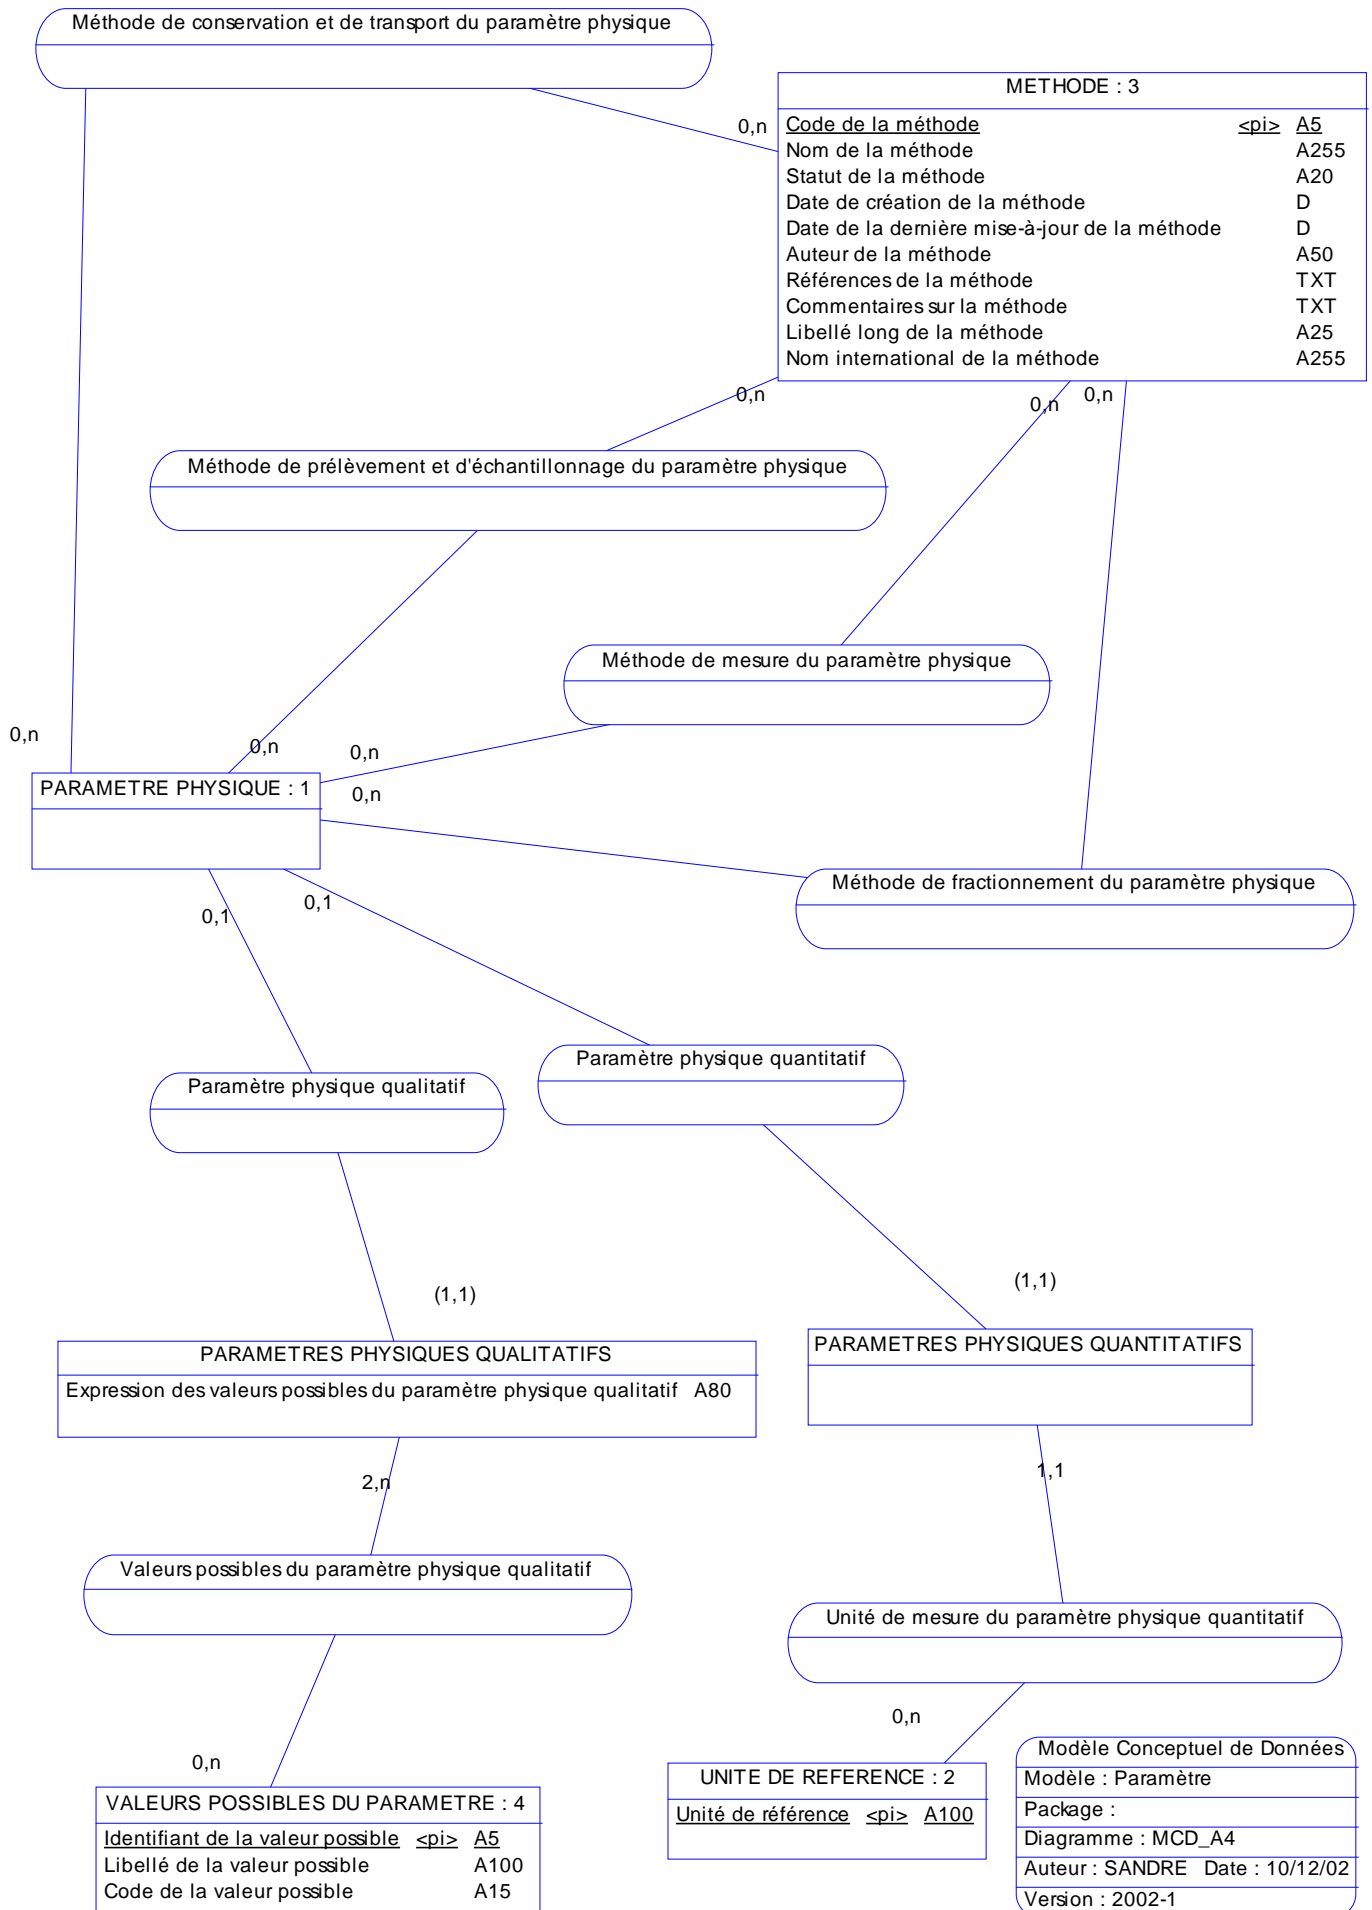 Méthode de conservation et de transport du paramètre physique
METHODE : 3
0,n
Code de la méthode <pi> A5
Nom de la méthode A255
Statut de la méthode A20
Date de création de la méthode D
Date de la dernière mise-à-jour de la méthode D
Auteur de la méthode A50
Références de la méthode TXT
Commentaires sur la méthode TXT
Libellé long de la méthode A25
Nom international de la méthode A255
0,n
0,n
0,n
Méthode de prélèvement et d'échantillonnage du paramètre physique
Méthode de mesure du paramètre physique
0,n
0,n
0,n
PARAMETRE PHYSIQUE : 1
0,n
Méthode de fractionnement du paramètre physique
0,1
0,1
Paramètre physique quantitatif
Paramètre physique qualitatif
(1,1)
(1,1)
PARAMETRES PHYSIQUES QUALITATIFS
Expression des valeurs possibles du paramètre physique qualitatif A80
PARAMETRES PHYSIQUES QUANTITATIFS
2,n
1,1
Valeurs possibles du paramètre physique qualitatif
Unité de mesure du paramètre physique quantitatif
0,n
0,n
VALEURS POSSIBLES DU PARAMETRE : 4
Identifiant de la valeur possible <pi> A5
Libellé de la valeur possible A100
Code de la valeur possible A15
UNITE DE REFERENCE : 2
Unité de référence <pi> A100
Modèle Conceptuel de Données
Modèle : Paramètre
Package :
Diagramme : MCD_A4
Auteur : SANDRE Date : 10/12/02
Version : 2002-1